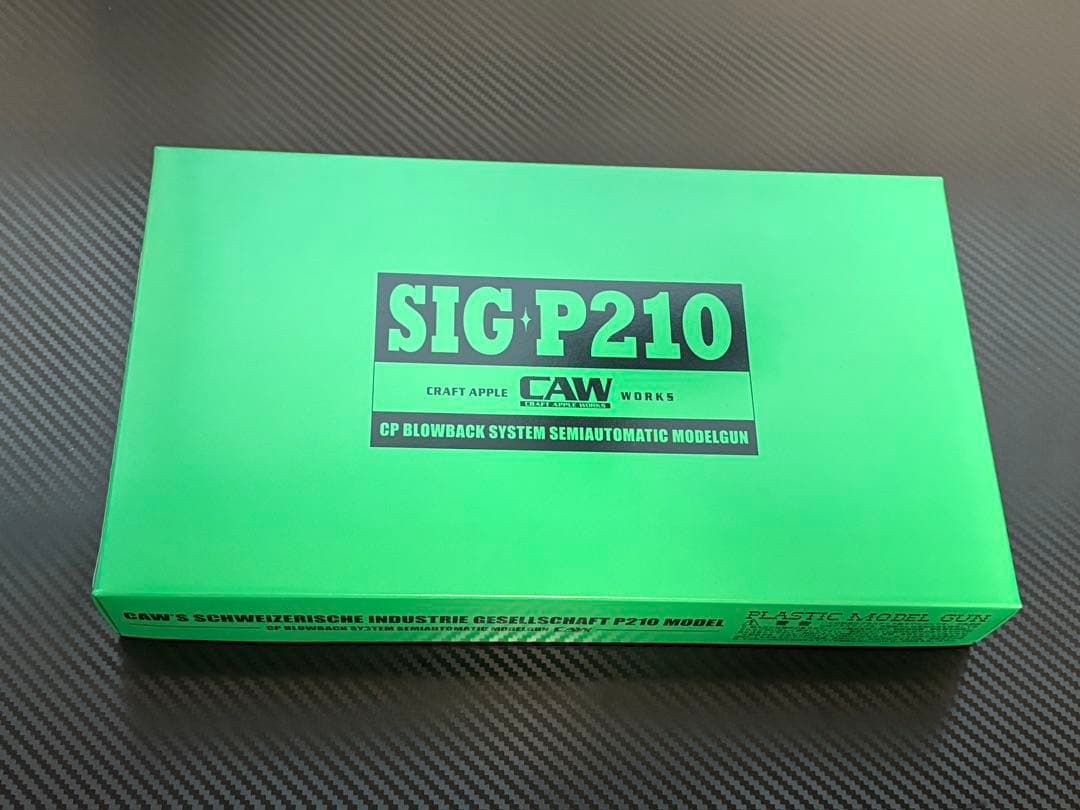 SIG P210
CRAFT APPLE CAW WORKS
CRAFT APPLE WORKS
CP BLOWBACK SYSTEM SEMIAUTOMATIC MODELGUN
CAW'S SCHWEIZERISCHE INDUSTRIE GESELLSCHAFT P210 MODEL
CP BLOWBACK SYSTEM SEMIAUTOMATIC MODELGUN CAW
PLASTIC MODEL GUN